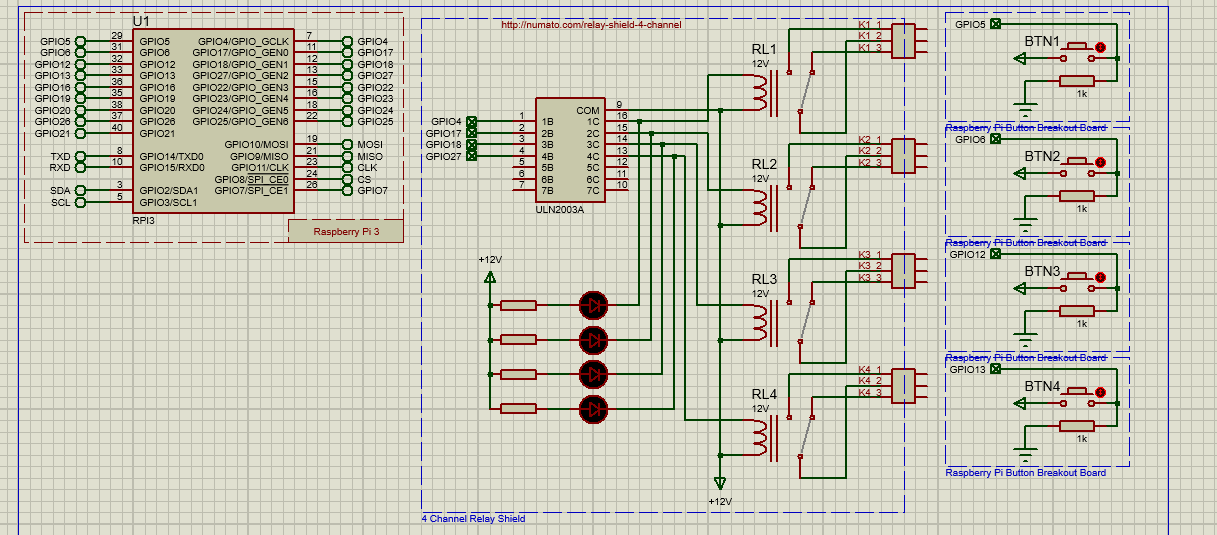 U1
29 GPIO5 GPIO5 GPIO4/GPIO_GCLK 7 GPIO4
31 GPIO6 GPIO6 GPIO17/GPIO_GEN0 11 GPIO17
32 GPIO12 GPIO12 GPIO18/GPIO_GEN1 12 GPIO18
33 GPIO13 GPIO13 GPIO27/GPIO_GEN2 13 GPIO27
36 GPIO16 GPIO16 GPIO22/GPIO_GEN3 15 GPIO22
35 GPIO19 GPIO19 GPIO23/GPIO_GEN4 16 GPIO23
38 GPIO20 GPIO20 GPIO24/GPIO_GEN5 18 GPIO24
37 GPIO26 GPIO26 GPIO25/GPIO_GEN6 22 GPIO25
40 GPIO21 GPIO21
GPIO10/MOSI 19 MOSI
TXD 8 GPIO14/TXD0 GPIO9/MISO 21 MISO
RXD 10 GPIO15/RXD0 GPIO11/CLK 23 CLK
GPIO8/SPI_CE0 24 CS
SDA 3 GPIO2/SDA1 GPIO7/SPI_CE1 26 GPIO7
SCL 5 GPIO3/SCL1
RPI3
Raspberry Pi 3
http://numato.com/relay-shield-4-channel
COM 9
GPIO4 1 1B 1C 16
GPIO17 2 2B 2C 15
GPIO18 3 3B 3C 14
GPIO27 4 4B 4C 13
5 5B 5C 12
6 6B 6C 11
7 7B 7C 10
ULN2003A
+12V
RL1
12V
K1 1
K1 2
K1 3
RL2
12V
K2 1
K2 2
K2 3
RL3
12V
K3 1
K3 2
K3 3
RL4
12V
K4 1
K4 2
K4 3
+12V
4 Channel Relay Shield
GPIO5
BTN1
1k
Raspberry Pi Button Breakout Board
GPIO6
BTN2
1k
Raspberry Pi Button Breakout Board
GPIO12
BTN3
1k
Raspberry Pi Button Breakout Board
GPIO13
BTN4
1k
Raspberry Pi Button Breakout Board